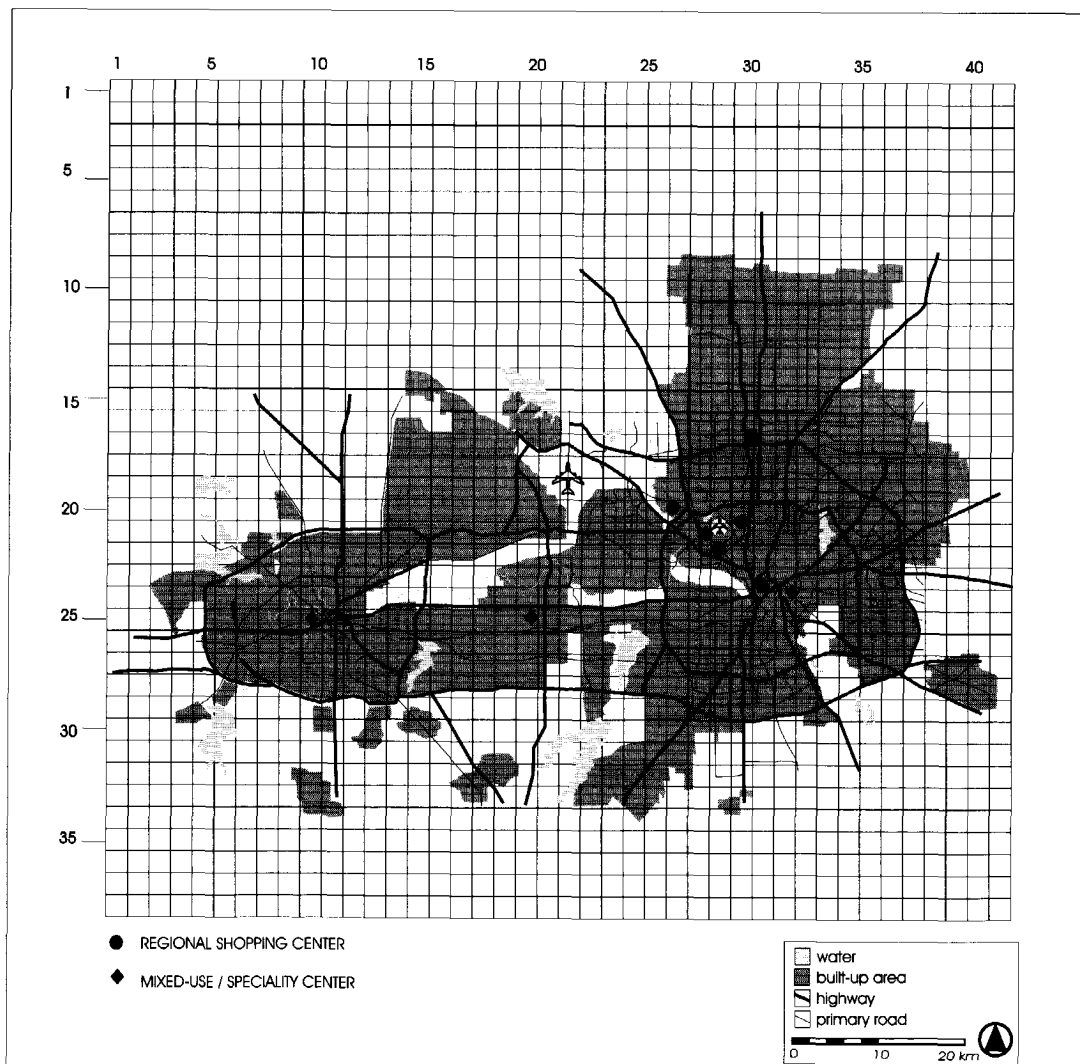 1 5 10 15 20 25 30 35 40
1
5
10
15
20
25
30
35
REGIONAL SHOPPING CENTER
MIXED-USE / SPECIALITY CENTER
water
built-up area
highway
primary road
0 10 20 km